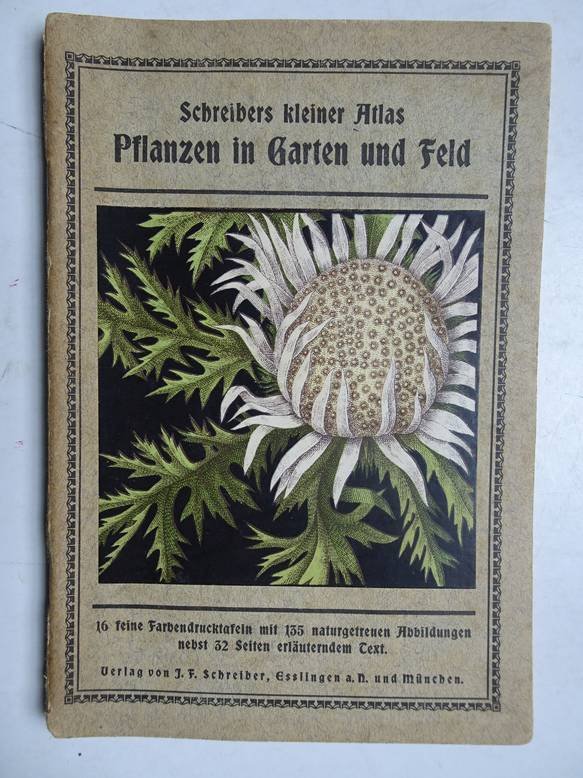 Schreibers kleiner Atlas
Pflanzen in Garten und Feld
16 feine Farbendrucktafeln mit 135 naturgetreuen Abbildungen
nebst 32 Seiten erläuterndem Text.
Verlag von J. F. Schreiber, Esslingen a. N. und München.